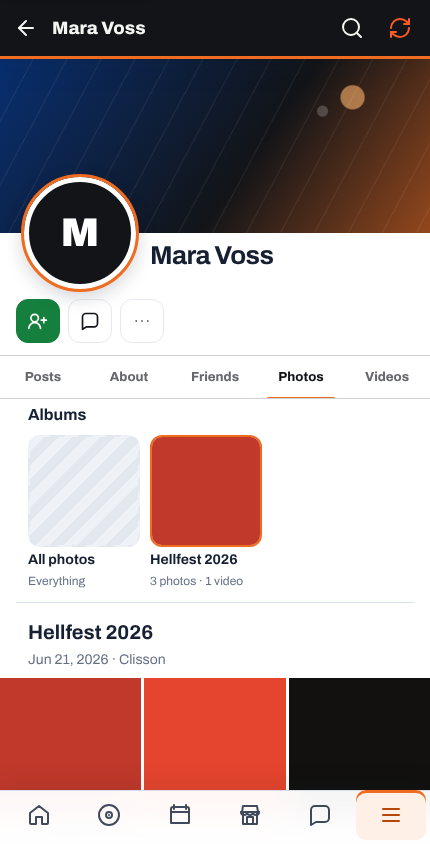 Mara Voss
M
Mara Voss
...
Posts About Friends Photos Videos
Albums
All photos Hellfest 2026
Everything 3 photos · 1 video
Hellfest 2026
Jun 21, 2026 · Clisson